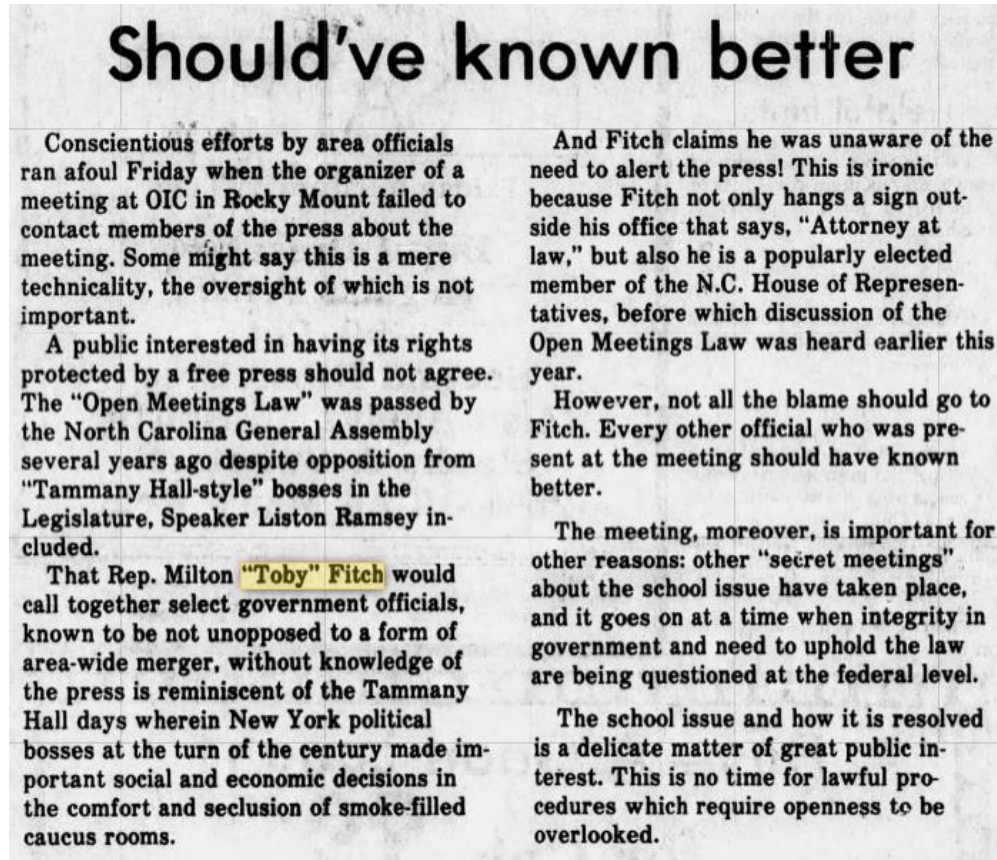 Should've known better
Conscientious efforts by area officials
ran afoul Friday when the organizer of a
meeting at OIC in Rocky Mount failed to
contact members of the press about the
meeting. Some might say this is a mere
technicality, the oversight of which is not
important.
A public interested in having its rights
protected by a free press should not agree.
The "Open Meetings Law" was passed by
the North Carolina General Assembly
several years ago despite opposition from
"Tammany Hall-style" bosses in the
Legislature, Speaker Liston Ramsey in-
cluded.
That Rep. Milton "Toby" Fitch would
call together select government officials,
known to be not unopposed to a form of
area-wide merger, without knowledge of
the press is reminiscent of the Tammany
Hall days wherein New York political
bosses at the turn of the century made im-
portant social and economic decisions in
the comfort and seclusion of smoke-filled
caucus rooms.
And Fitch claims he was unaware of the
need to alert the press! This is ironic
because Fitch not only hangs a sign out-
side his office that says, "Attorney at
law," but also he is a popularly elected
member of the N.C. House of Represen-
tatives, before which discussion of the
Open Meetings Law was heard earlier this
year.
However, not all the blame should go to
Fitch. Every other official who was pre-
sent at the meeting should have known
better.
The meeting, moreover, is important for
other reasons: other "secret meetings"
about the school issue have taken place,
and it goes on at a time when integrity in
government and need to uphold the law
are being questioned at the federal level.
The school issue and how it is resolved
is a delicate matter of great public in-
terest. This is no time for lawful pro-
cedures which require openness to be
overlooked.